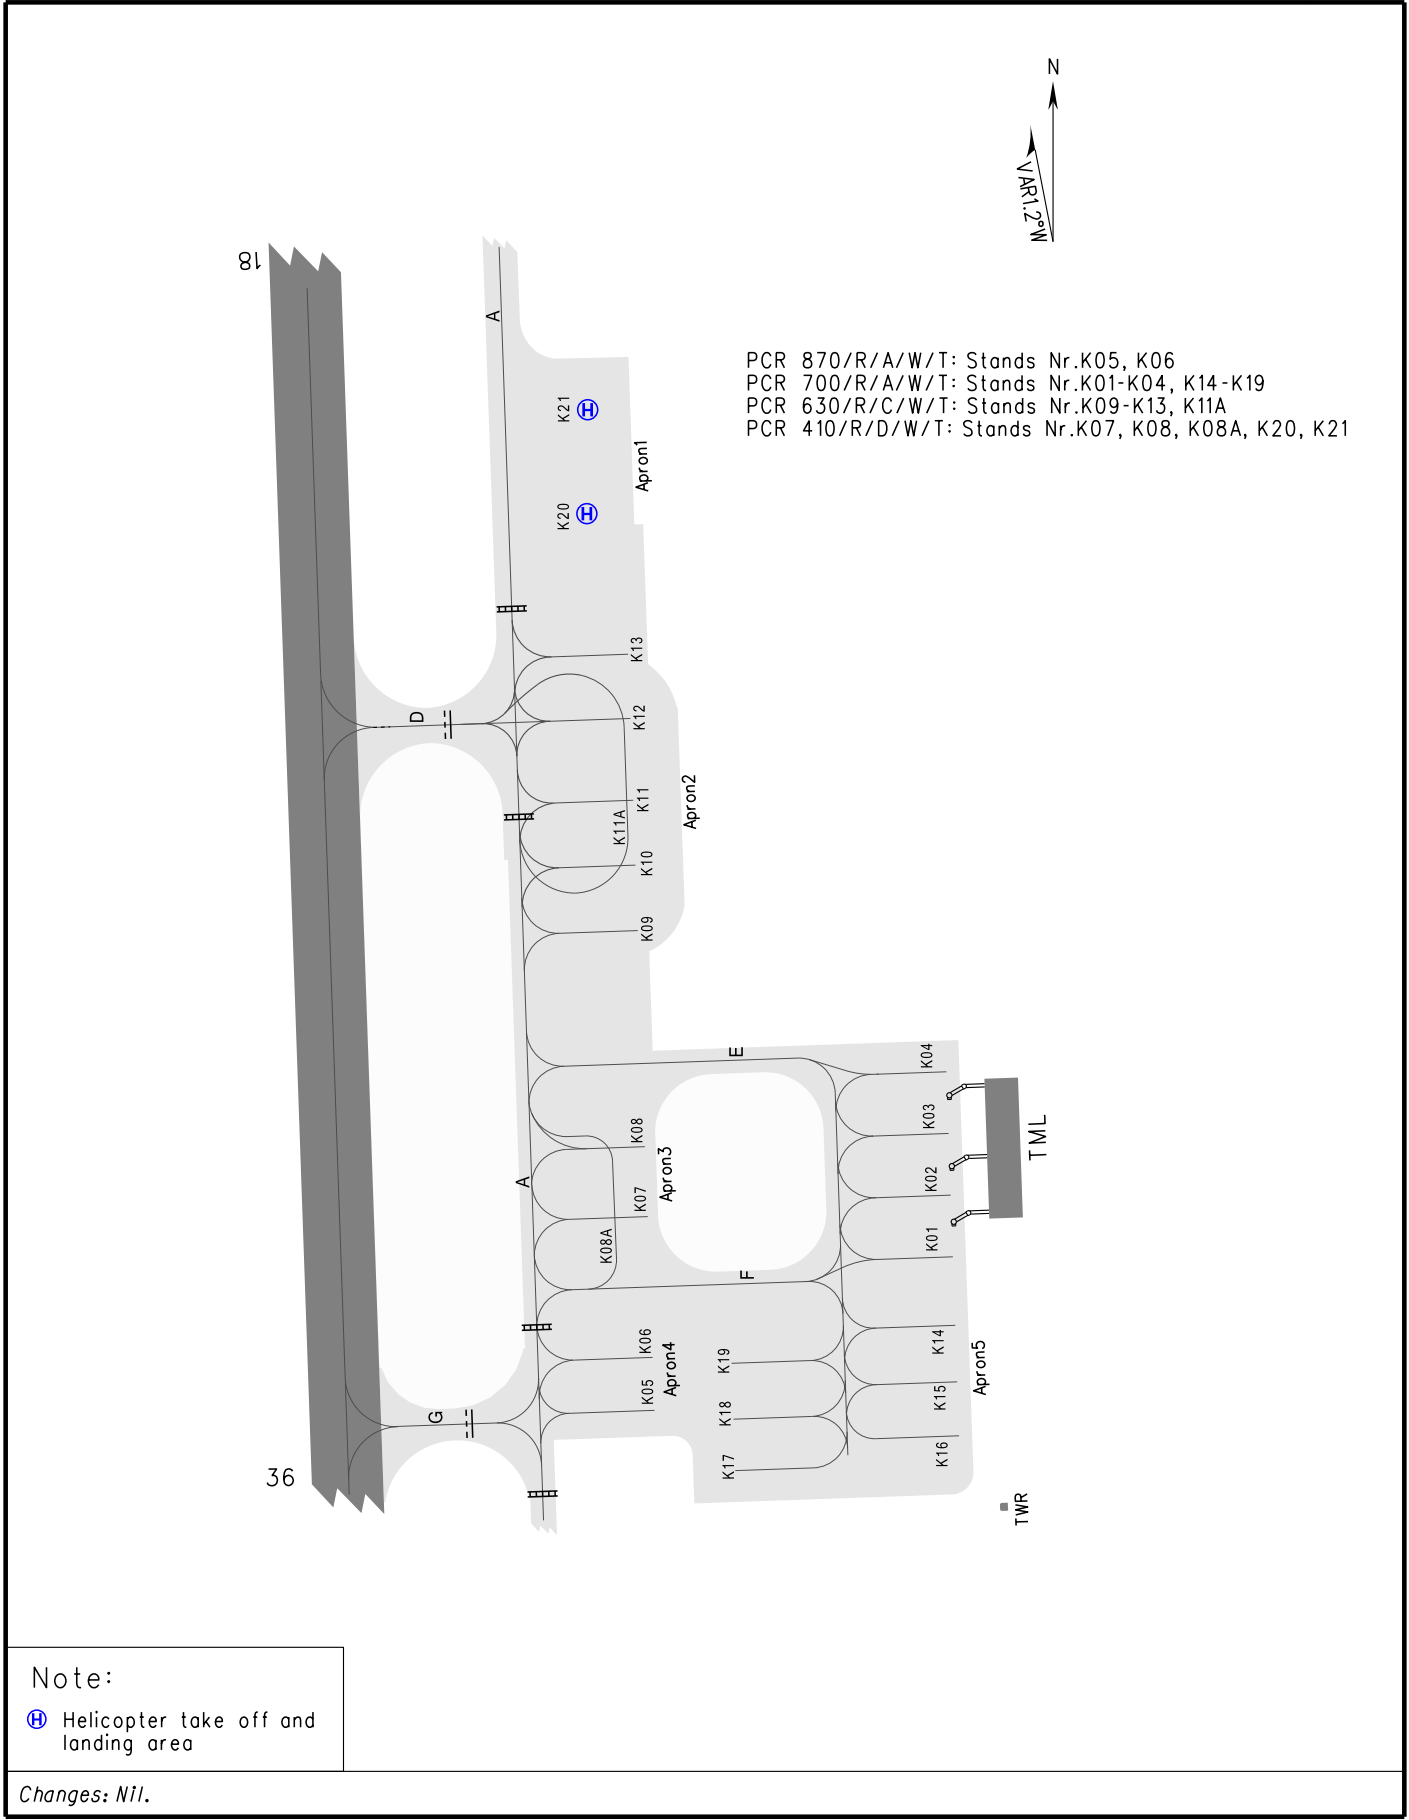 N
VAR1.2°W
18
A
PCR 870/R/A/W/T: Stands Nr.K05, K06
PCR 700/R/A/W/T: Stands Nr.K01-K04, K14-K19
PCR 630/R/C/W/T: Stands Nr.K09-K13, K11A
PCR 410/R/D/W/T: Stands Nr.K07, K08, K08A, K20, K21
K21
H
Apron1
K20
H
K13
D
K12
K11
Apron2
K11A
K10
K09
E
K04
K03
K08
TML
Apron3
K02
A
K07
K08A
K01
F
K06
K14
K19
Apron4
Apron5
K05
K15
K18
G
K16
K17
36
TWR
Note:
H Helicopter take off and
landing area
Changes: Nil.